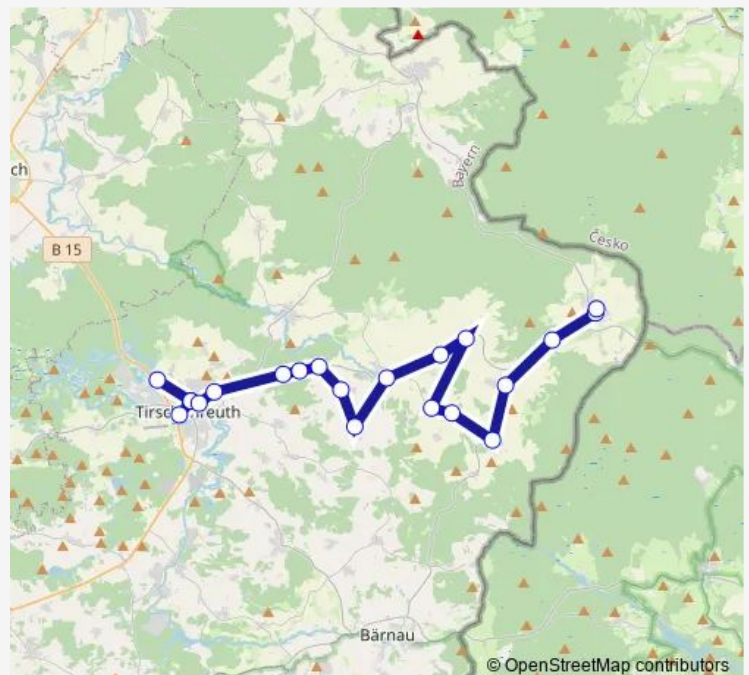 ch
Bayern
B 15
Česko
Tirschenreuth
Bärnau
© OpenStreetMap contributors